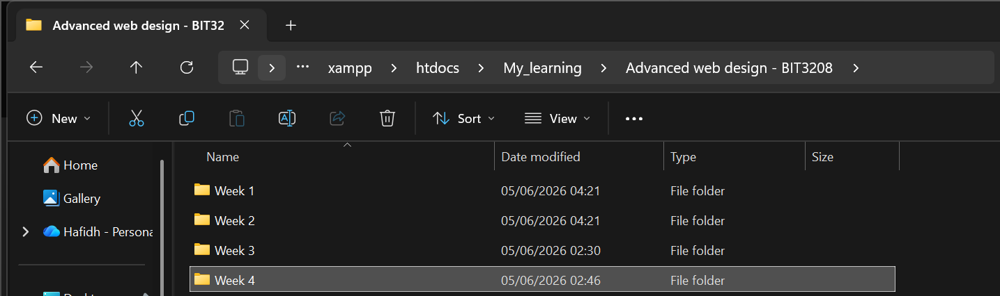 Advanced web design - BIT32
xampp > htdocs > My_learning > Advanced web design - BIT3208 >
New Sort View
Name Date modified Type Size
Home
Gallery
Hafidh - Persona
Week 1 05/06/2026 04:21 File folder
Week 2 05/06/2026 04:21 File folder
Week 3 05/06/2026 02:30 File folder
Week 4 05/06/2026 02:46 File folder